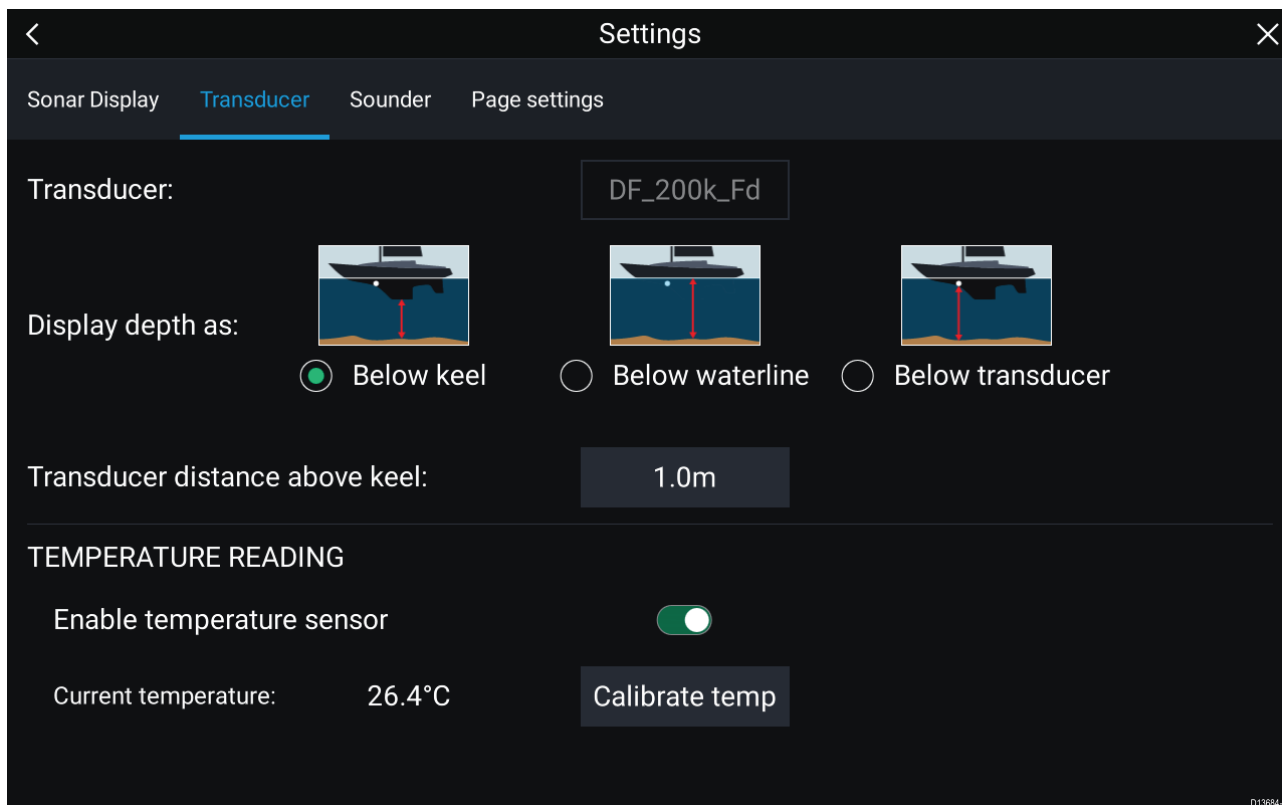 Settings
Sonar Display Transducer Sounder Page settings
Transducer: DF_200k_Fd
Display depth as:
Below keel Below waterline Below transducer
Transducer distance above keel: 1.0m
TEMPERATURE READING
Enable temperature sensor
Current temperature: 26.4°C Calibrate temp
D13684-